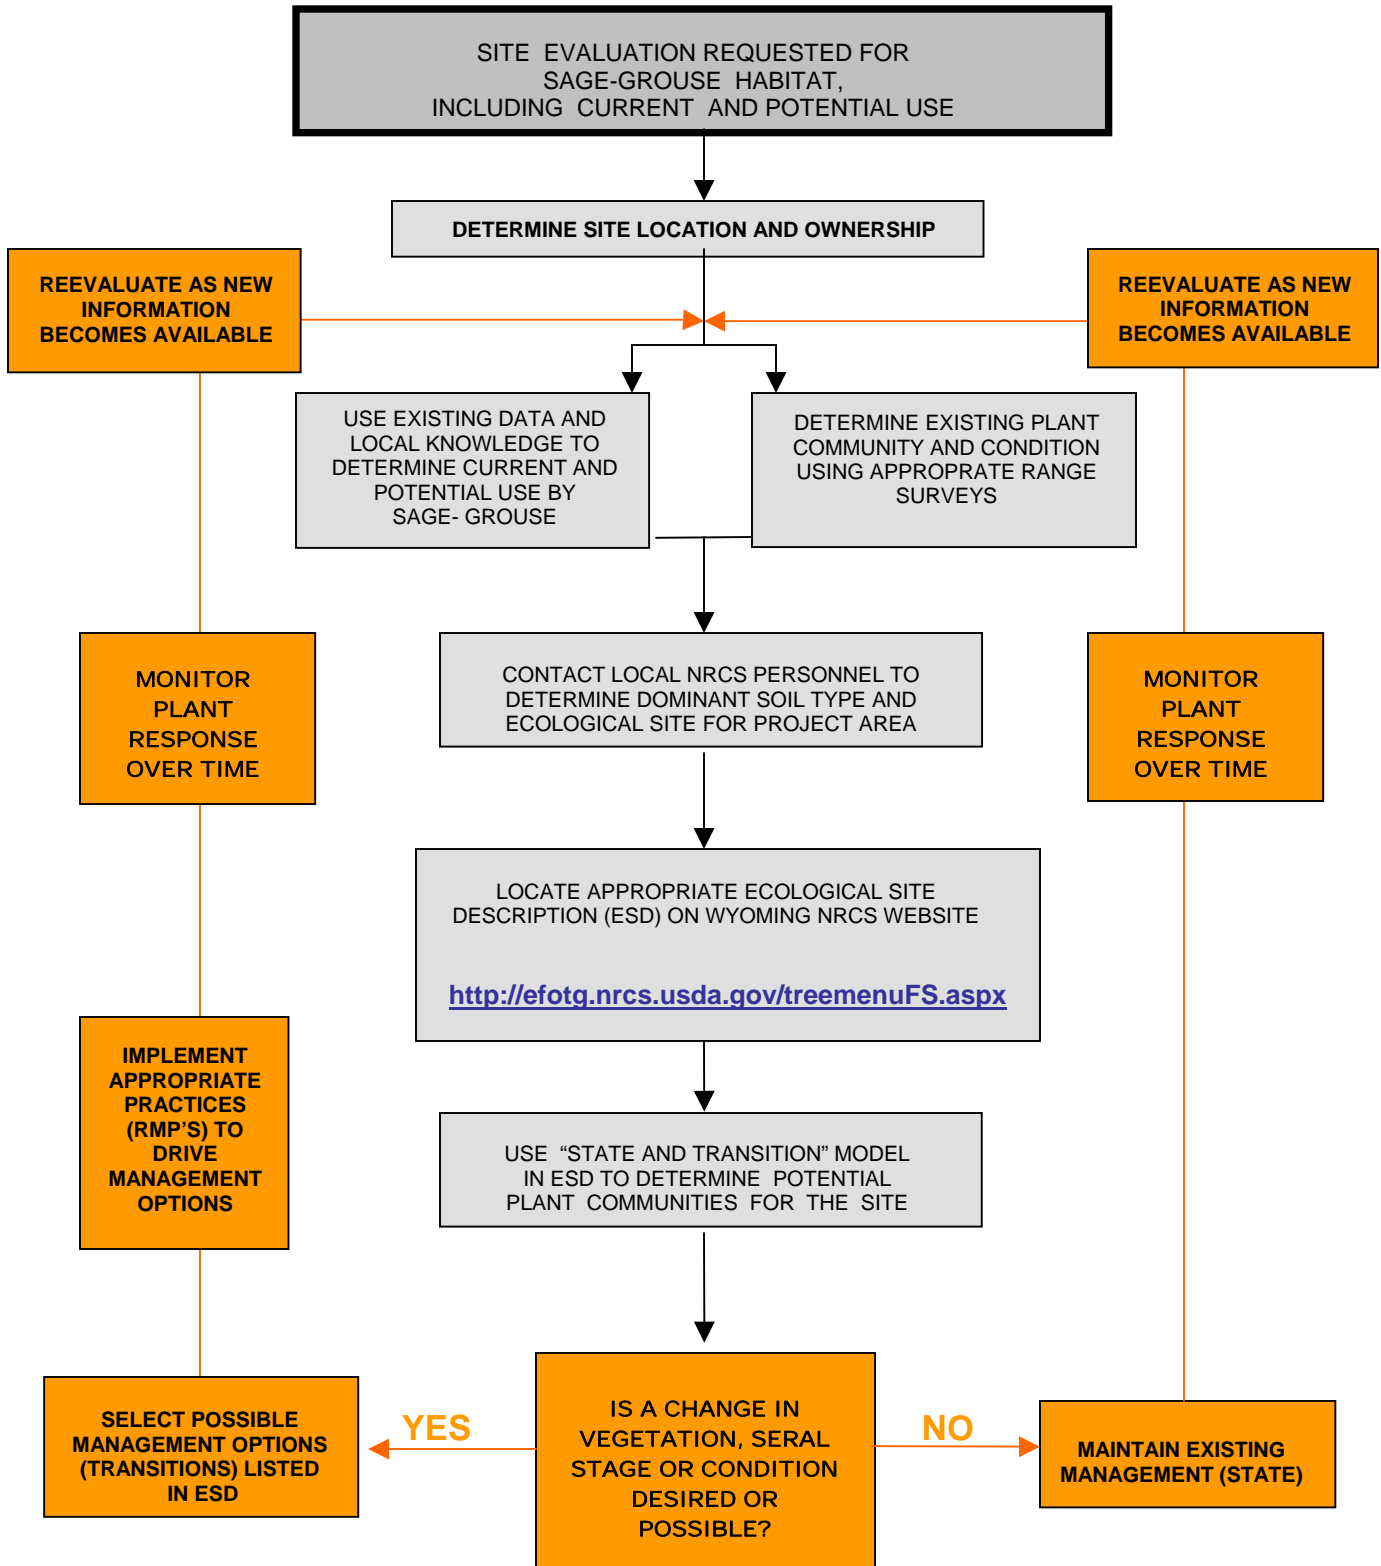 SITE EVALUATION REQUESTED FOR
SAGE-GROUSE HABITAT,
INCLUDING CURRENT AND POTENTIAL USE
DETERMINE SITE LOCATION AND OWNERSHIP
REEVALUATE AS NEW
INFORMATION
BECOMES AVAILABLE
REEVALUATE AS NEW
INFORMATION
BECOMES AVAILABLE
USE EXISTING DATA AND
LOCAL KNOWLEDGE TO
DETERMINE CURRENT AND
POTENTIAL USE BY
SAGE- GROUSE
DETERMINE EXISTING PLANT
COMMUNITY AND CONDITION
USING APPROPRATE RANGE
SURVEYS
MONITOR
PLANT
RESPONSE
OVER TIME
CONTACT LOCAL NRCS PERSONNEL TO
DETERMINE DOMINANT SOIL TYPE AND
ECOLOGICAL SITE FOR PROJECT AREA
MONITOR
PLANT
RESPONSE
OVER TIME
LOCATE APPROPRIATE ECOLOGICAL SITE
DESCRIPTION (ESD) ON WYOMING NRCS WEBSITE
http://efotg.nrcs.usda.gov/treemenuFS.aspx
IMPLEMENT
APPROPRIATE
PRACTICES
(RMP'S) TO
DRIVE
MANAGEMENT
OPTIONS
USE “STATE AND TRANSITION” MODEL
IN ESD TO DETERMINE POTENTIAL
PLANT COMMUNITIES FOR THE SITE
SELECT POSSIBLE
MANAGEMENT OPTIONS
(TRANSITIONS) LISTED
IN ESD
YES
IS A CHANGE IN
VEGETATION, SERAL
STAGE OR CONDITION
DESIRED OR
POSSIBLE?
NO
MAINTAIN EXISTING
MANAGEMENT (STATE)